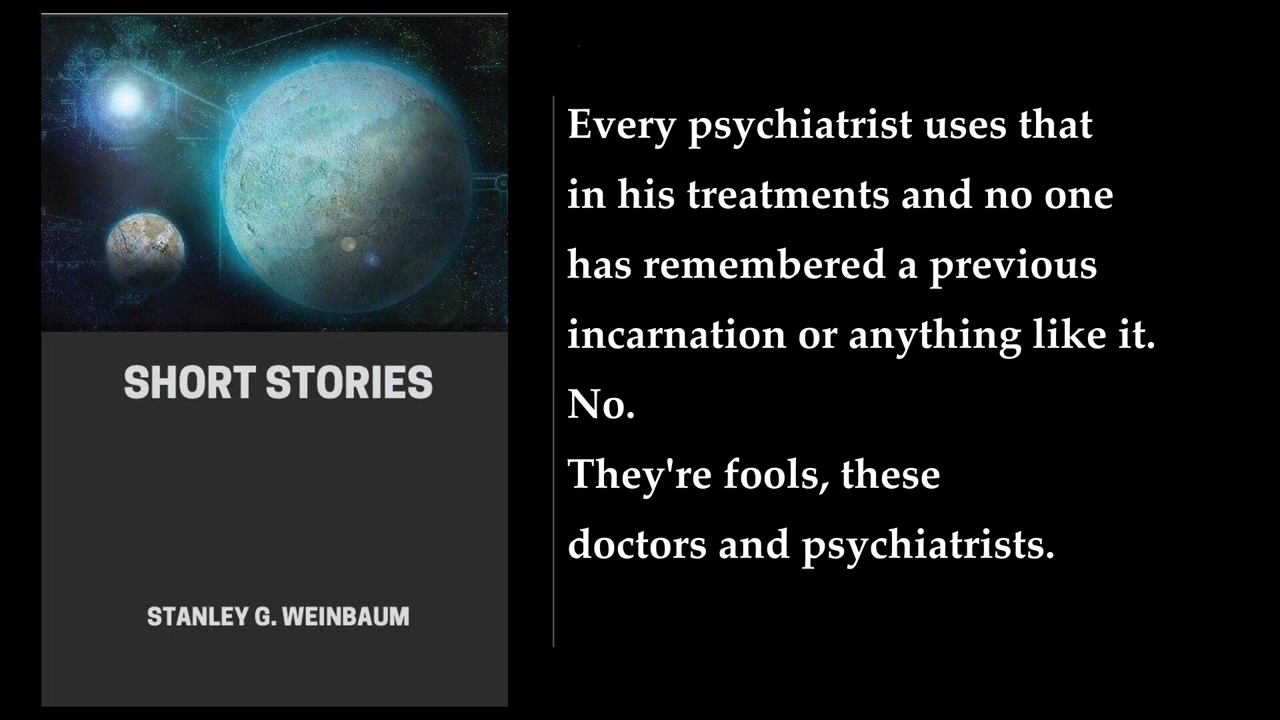 SHORT STORIES
STANLEY G. WEINBAUM
Every psychiatrist uses that
in his treatments and no one
has remembered a previous
incarnation or anything like it.
No.
They're fools, these
doctors and psychiatrists.